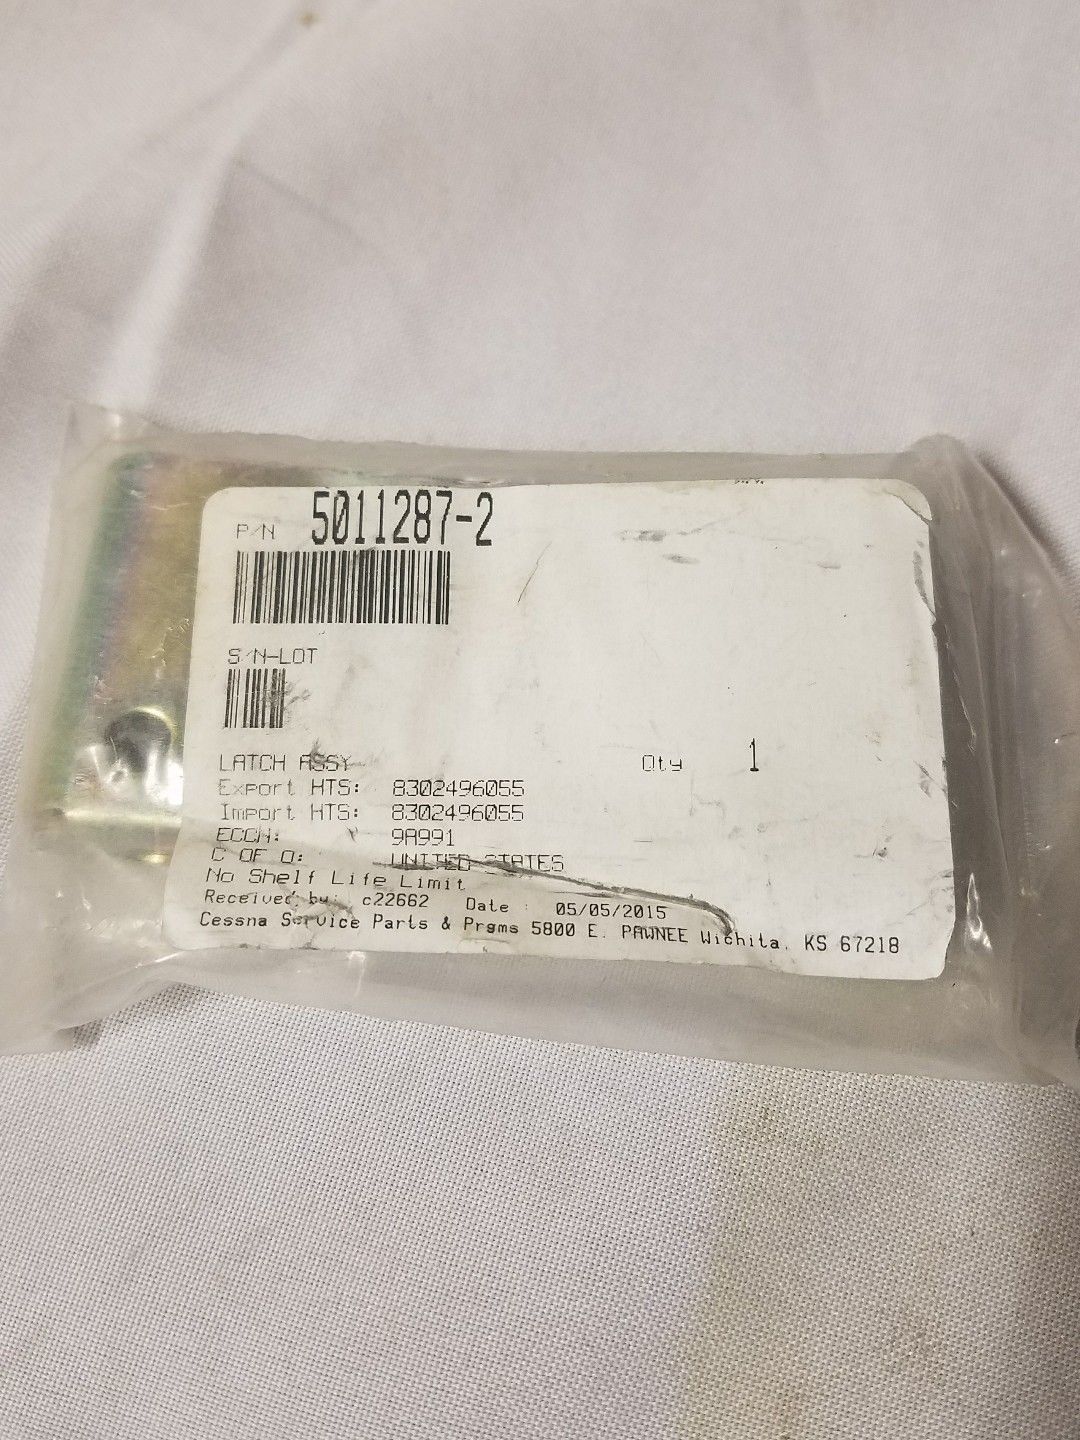 P/N 5011287-2
S/N-LOT
LATCH ASSY Qty 1
Export HTS: 8302496055
Import HTS: 8302496055
ECCN: 9A991
C OF O: UNITED STATES
No Shelf Life Limit
Received by: c22662 Date : 05/05/2015
Cessna Service Parts & Prgms 5800 E. PAWNEE Wichita, KS 67218